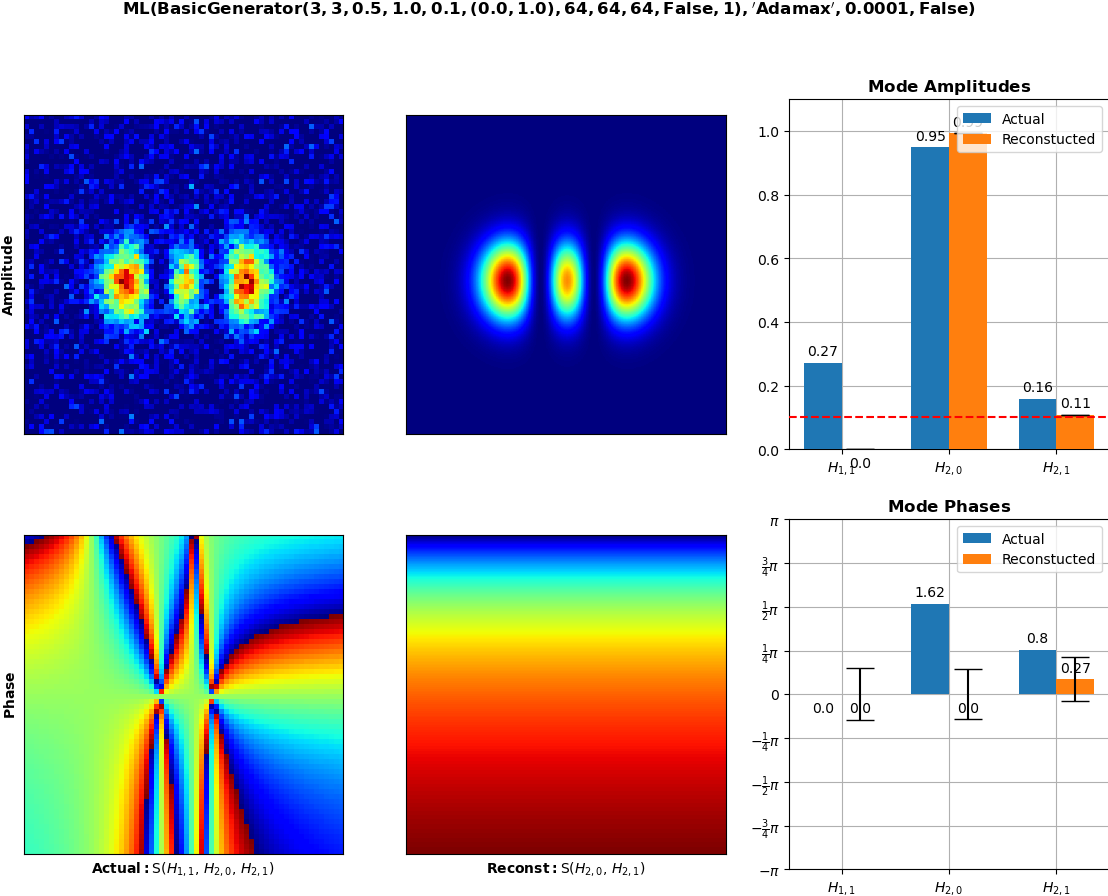 ML(BasicGenerator(3, 3, 0.5, 1.0, 0.1, (0.0, 1.0), 64, 64, 64, False, 1), 'Adamax', 0.0001, False)
Mode Amplitudes
Amplitude
Actual
Reconstucted
1.0
0.8
0.6
0.4
0.2
0.0
0.27
0.0
0.95
0.16
0.11
H1,1
H2,0
H2,1
Mode Phases
Phase
Actual
Reconstucted
π
3/4π
1/2π
1/4π
0
−1/4π
−1/2π
−3/4π
−π
0.0
0.0
1.62
0.0
0.8
0.27
H1,1
H2,0
H2,1
Actual: S(H1,1, H2,0, H2,1)
Reconst: S(H2,0, H2,1)